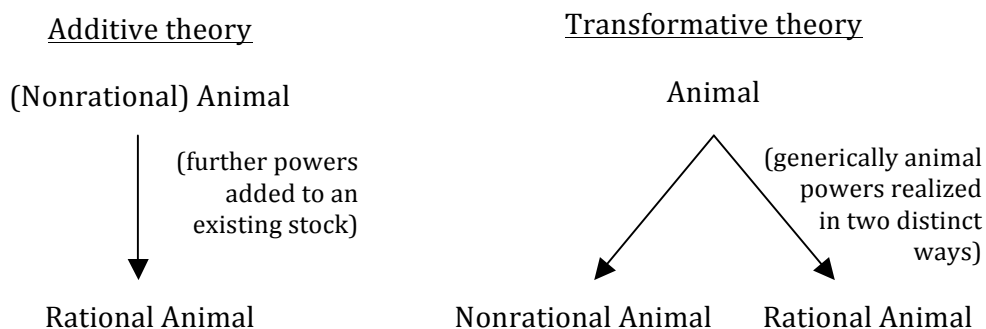 Additive theory
(Nonrational) Animal
(further powers
added to an
existing stock)
Rational Animal
Transformative theory
Animal
(generically animal
powers realized
in two distinct
ways)
Nonrational Animal
Rational Animal